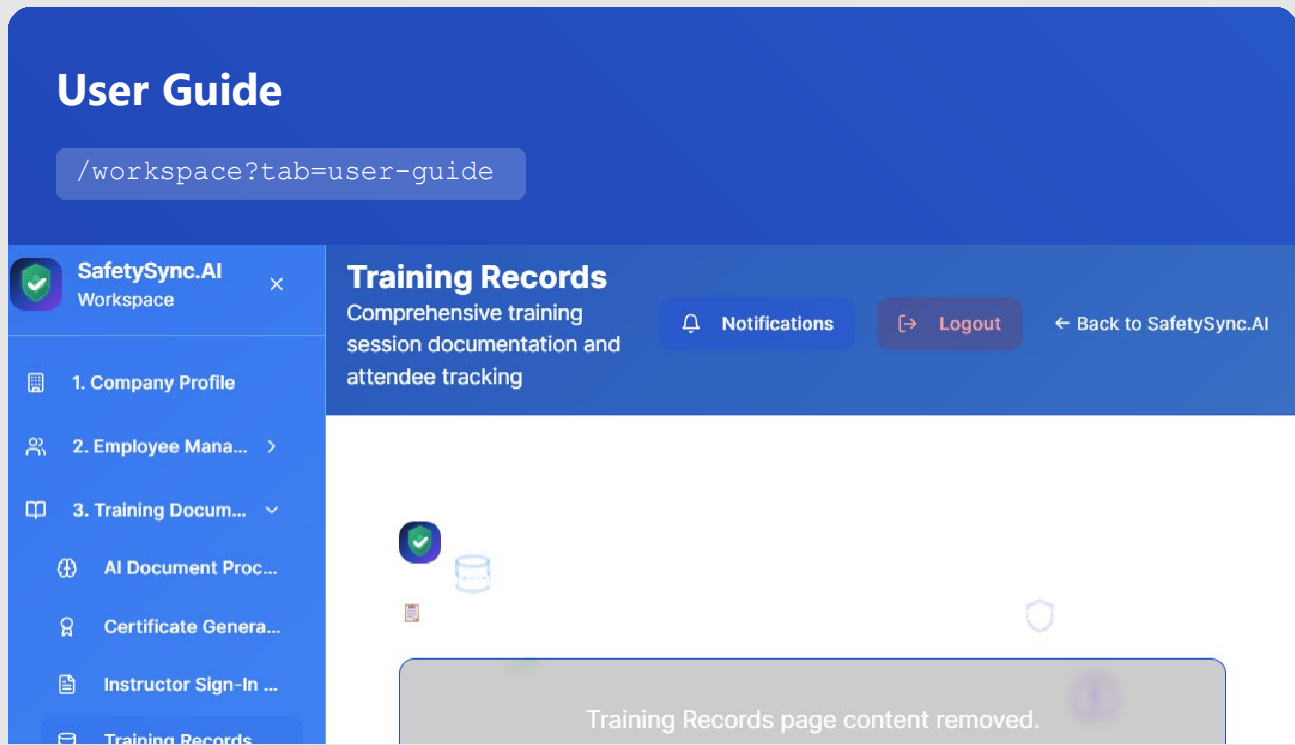 User Guide
/workspace?tab=user-guide
SafetySync.AI
Workspace
1. Company Profile
2. Employee Mana...
3. Training Docum...
AI Document Proc...
Certificate Genera...
Instructor Sign-In ...
Training Records
Training Records
Comprehensive training
session documentation and
attendee tracking
Notifications
Logout
← Back to SafetySync.AI
Training Records page content removed.